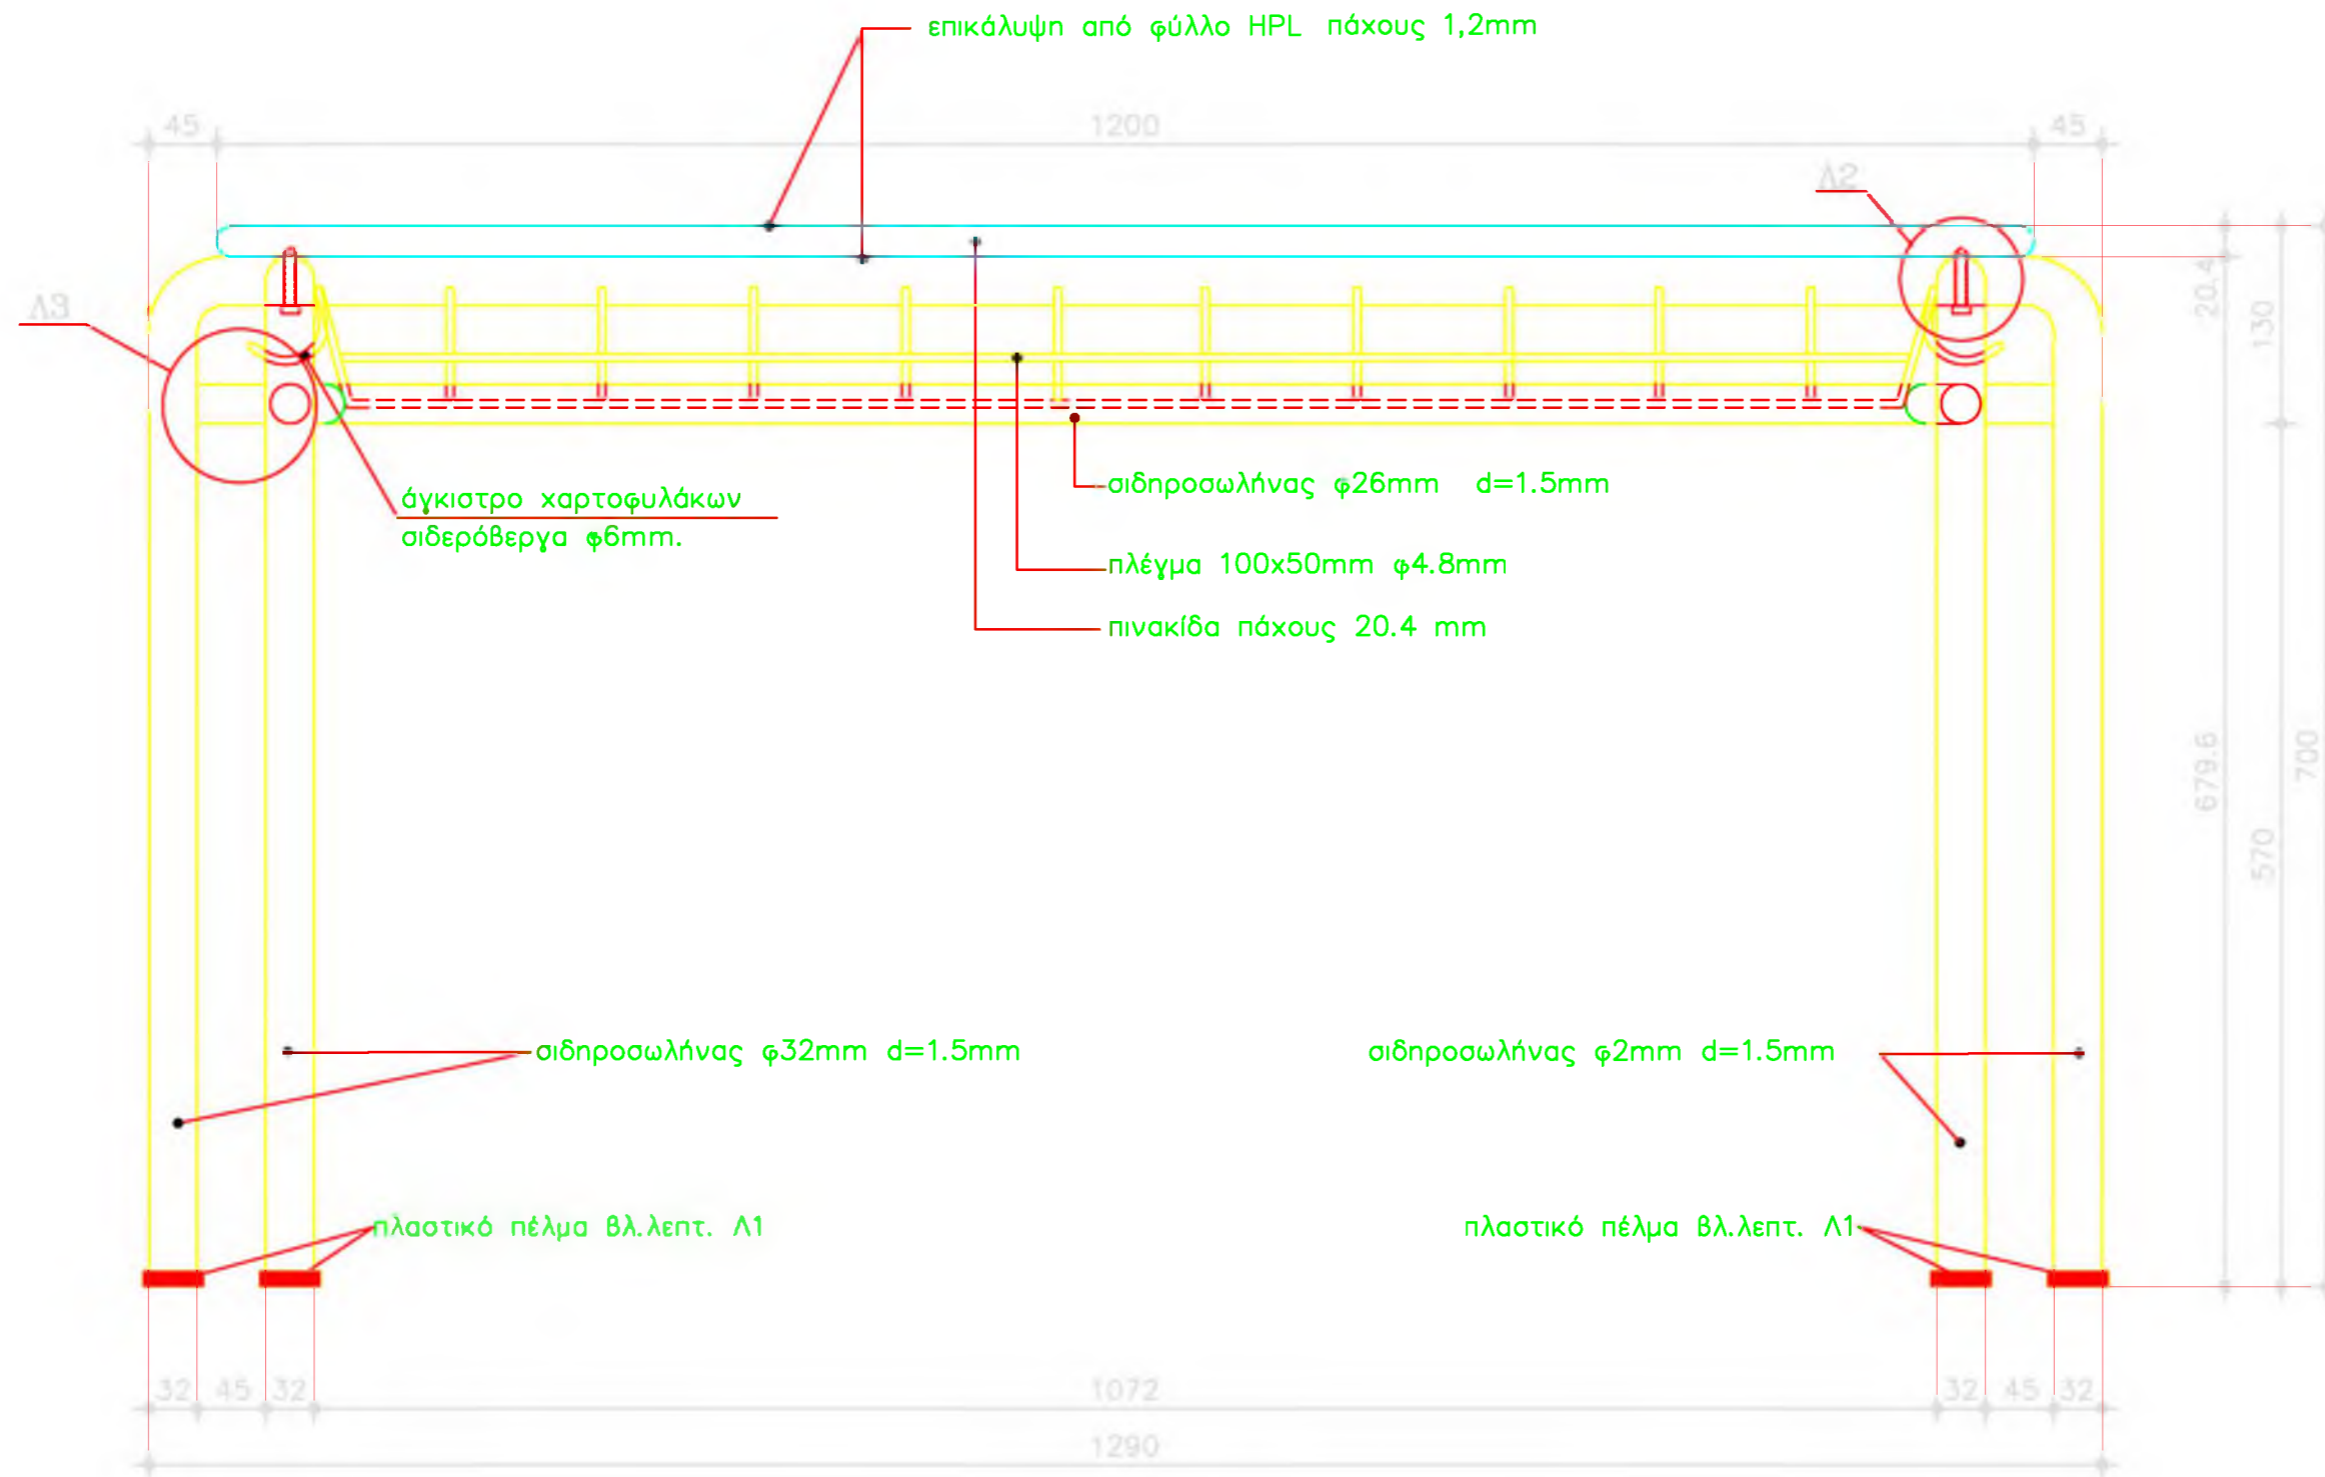 επικάλυψη από φύλλο HPL πάχους 1,2mm
45
1200
45
Λ2
Λ3
20.4
130
άγκιστρο χαρτοφυλάκων
σιδερόβεργα φ6mm.
σιδηροσωλήνας φ26mm d=1.5mm
πλέγμα 100x50mm φ4.8mm
πινακίδα πάχους 20.4 mm
679.6
570
700
σιδηροσωλήνας φ32mm d=1.5mm
σιδηροσωλήνας φ2mm d=1.5mm
πλαστικό πέλμα βλ.λεπτ. Λ1
πλαστικό πέλμα βλ.λεπτ. Λ1
32 45 32
1072
32 45 32
1290